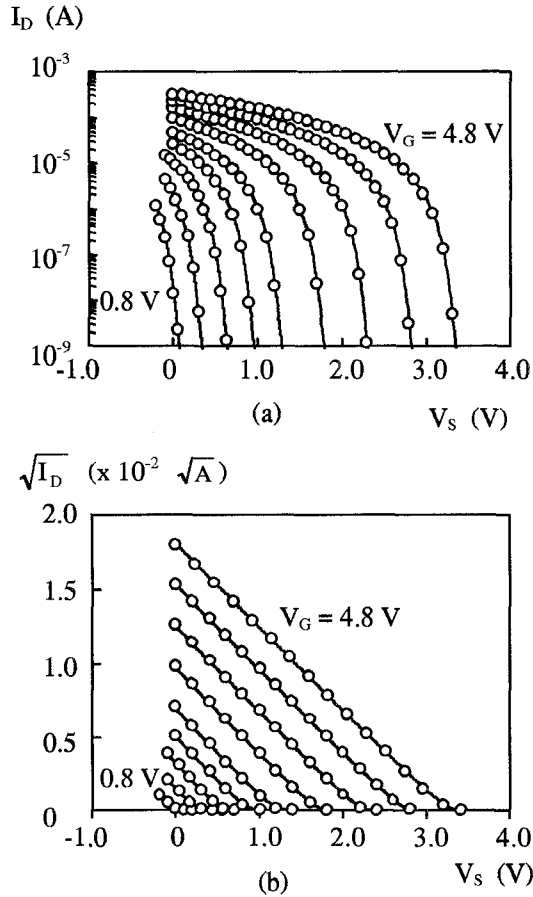 I_D (A)
10^-3
V_G = 4.8 V
10^-5
10^-7
0.8 V
10^-9
-1.0 0 1.0 2.0 3.0 4.0
(a) V_S (V)
√I_D (x 10^-2 √A)
2.0
1.5
V_G = 4.8 V
1.0
0.5
0.8 V
0
-1.0 0 1.0 2.0 3.0 4.0
(b) V_S (V)